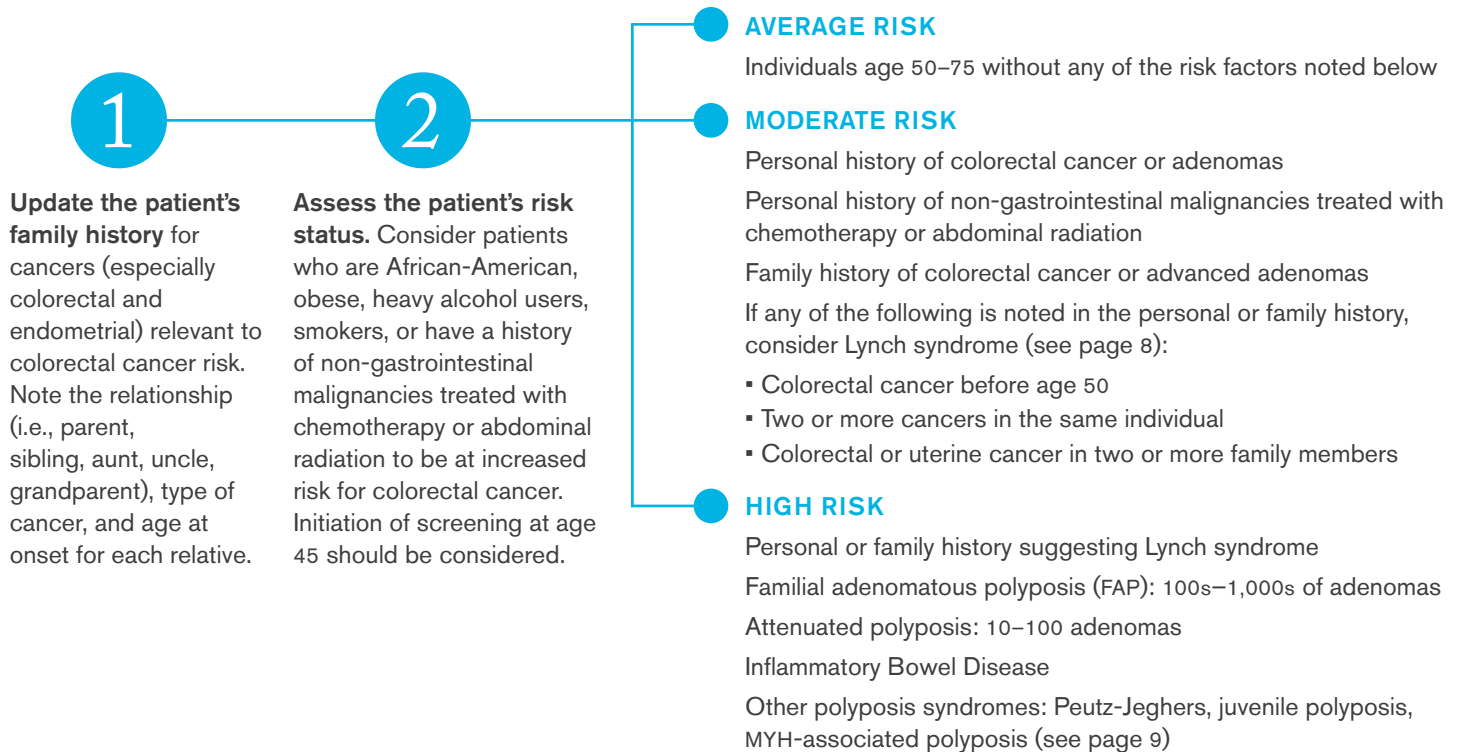 1
Update the patient's
family history for
cancers (especially
colorectal and
endometrial) relevant to
colorectal cancer risk.
Note the relationship
(i.e., parent,
sibling, aunt, uncle,
grandparent), type of
cancer, and age at
onset for each relative.
2
Assess the patient's risk
status. Consider patients
who are African-American,
obese, heavy alcohol users,
smokers, or have a history
of non-gastrointestinal
malignancies treated with
chemotherapy or abdominal
radiation to be at increased
risk for colorectal cancer.
Initiation of screening at age
45 should be considered.
AVERAGE RISK
Individuals age 50–75 without any of the risk factors noted below
MODERATE RISK
Personal history of colorectal cancer or adenomas
Personal history of non-gastrointestinal malignancies treated with
chemotherapy or abdominal radiation
Family history of colorectal cancer or advanced adenomas
If any of the following is noted in the personal or family history,
consider Lynch syndrome (see page 8):
▪ Colorectal cancer before age 50
▪ Two or more cancers in the same individual
▪ Colorectal or uterine cancer in two or more family members
HIGH RISK
Personal or family history suggesting Lynch syndrome
Familial adenomatous polyposis (FAP): 100s–1,000s of adenomas
Attenuated polyposis: 10–100 adenomas
Inflammatory Bowel Disease
Other polyposis syndromes: Peutz-Jeghers, juvenile polyposis,
MYH-associated polyposis (see page 9)